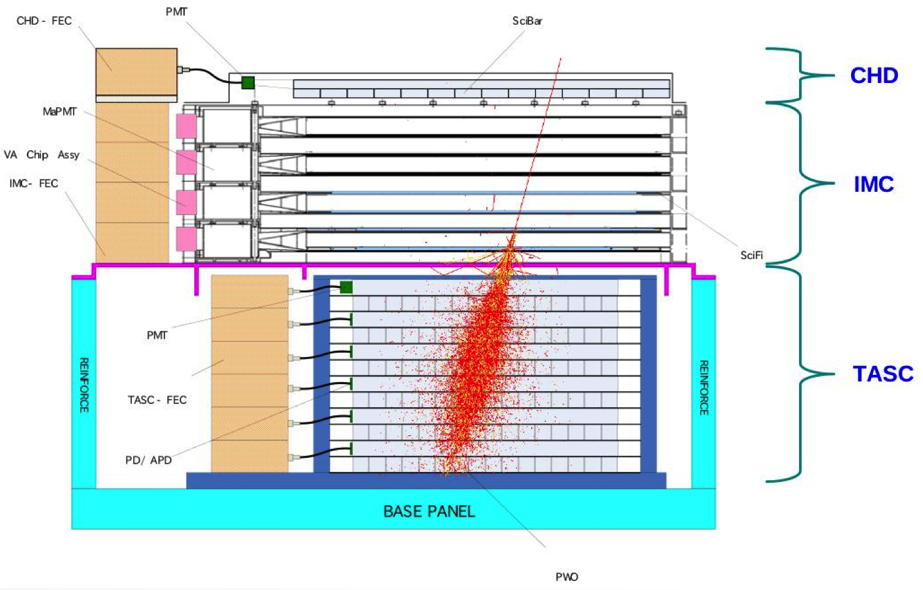 CHD - FEC
PMT
SciBar
CHD
MaPMT
VA Chip Assy
IMC- FEC
IMC
SciFi
PMT
REINFORCE
REINFORCE
TASC
TASC - FEC
PD/ APD
BASE PANEL
PWO